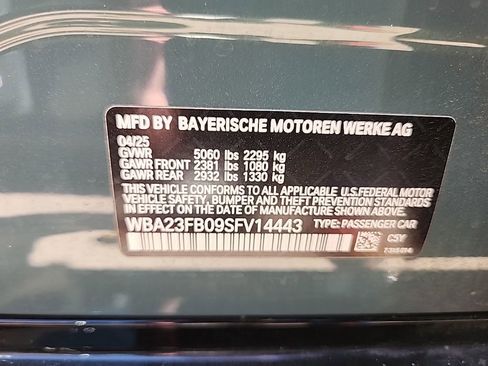 MFD BY BAYERISCHE MOTOREN WERKE AG
04/25
GVWR 5060 lbs 2295 kg
GAWR FRONT 2381 lbs 1080 kg
GAWR REAR 2932 lbs 1330 kg
THIS VEHICLE CONFORMS TO ALL APPLICABLE U.S.FEDERAL MOTOR
VEHICLE SAFETY, BUMPER AND THEFT PREVENTION STANDARDS
IN EFFECT ON THE DATE OF MANUFACTURE SHOWN ABOVE.
WBA23FB09SFV14443 TYPE: PASSENGER CAR
C5Y